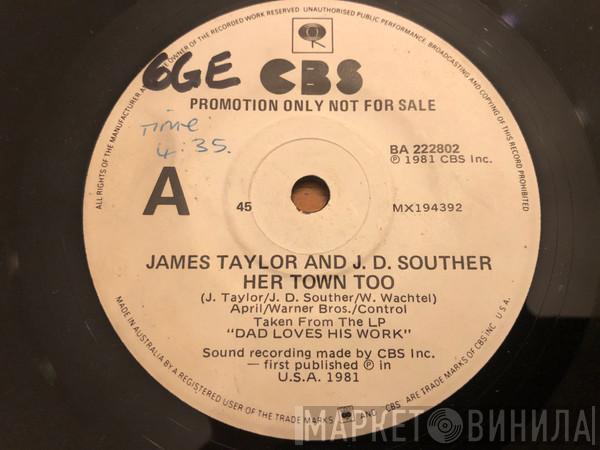 ALL RIGHTS OF THE MANUFACTURER AND OWNER OF THE RECORDED WORK RESERVED UNAUTHORISED PUBLIC PERFORMANCE, BROADCASTING AND COPYING OF THIS RECORD PROHIBITED
6GE
CBS
PROMOTION ONLY NOT FOR SALE
TIME:
4:35.
BA 222802
℗ 1981 CBS Inc.
A
45
MX194392
JAMES TAYLOR AND J. D. SOUTHER
HER TOWN TOO
(J. Taylor/J. D. Souther/W. Wachtel)
April/Warner Bros./Control
Taken From The LP
"DAD LOVES HIS WORK"
Sound recording made by CBS Inc.
— first published ℗ in
U.S.A. 1981
MADE IN AUSTRALIA BY A REGISTERED USER OF THE TRADE MARKS AND CBS ARE TRADE MARKS OF CBS INC U.S.A.
МАРКЕТ ВИНИЛА